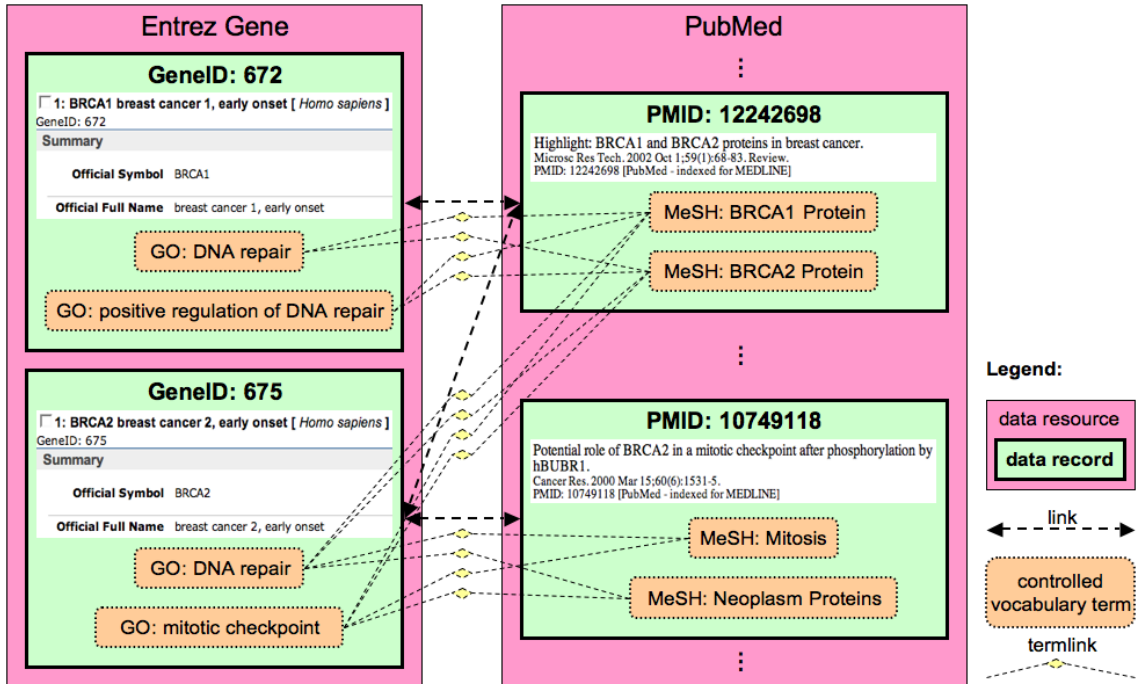 Entrez Gene
GeneID: 672
1: BRCA1 breast cancer 1, early onset [ Homo sapiens ]
GeneID: 672
Summary
Official Symbol BRCA1
Official Full Name breast cancer 1, early onset
GO: DNA repair
GO: positive regulation of DNA repair
GeneID: 675
1: BRCA2 breast cancer 2, early onset [ Homo sapiens ]
GeneID: 675
Summary
Official Symbol BRCA2
Official Full Name breast cancer 2, early onset
GO: DNA repair
GO: mitotic checkpoint
PubMed
PMID: 12242698
Highlight: BRCA1 and BRCA2 proteins in breast cancer.
Microsc Res Tech. 2002 Oct 1;59(1):68-83. Review.
PMID: 12242698 [PubMed - indexed for MEDLINE]
MeSH: BRCA1 Protein
MeSH: BRCA2 Protein
PMID: 10749118
Potential role of BRCA2 in a mitotic checkpoint after phosphorylation by
hBUBR1.
Cancer Res. 2000 Mar 15;60(6):1531-5.
PMID: 10749118 [PubMed - indexed for MEDLINE]
MeSH: Mitosis
MeSH: Neoplasm Proteins
Legend:
data resource
data record
link
controlled
vocabulary term
termlink